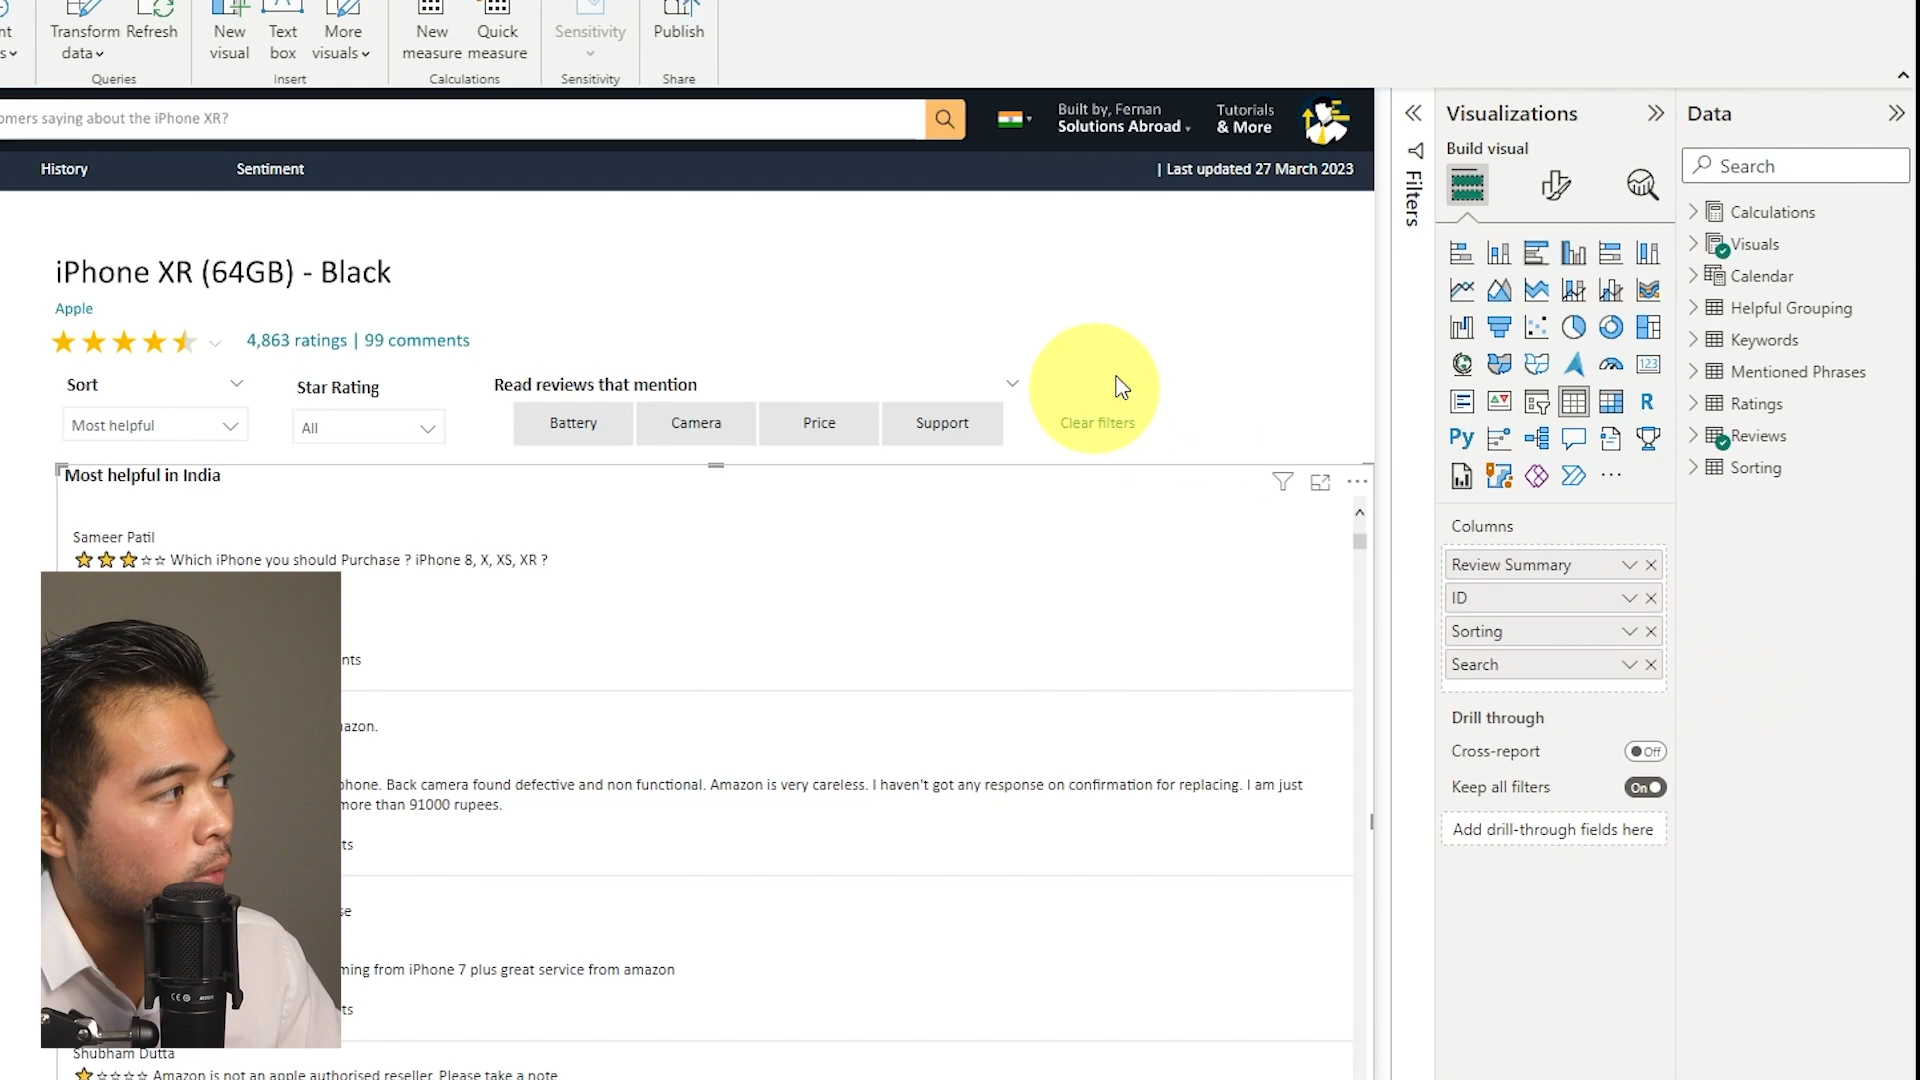 Transform
data
Refresh
Queries
New
visual
Text
box
More
visuals
Insert
New
measure
Quick
measure
Calculations
Sensitivity
Sensitivity
Publish
Share
omers saying about the iPhone XR?
Built by, Fernan
Solutions Abroad
Tutorials
& More
History
Sentiment
| Last updated 27 March 2023
iPhone XR (64GB) - Black
Apple
4,863 ratings | 99 comments
Sort
Most helpful
Star Rating
All
Read reviews that mention
Battery
Camera
Price
Support
Clear filters
Most helpful in India
Sameer Patil
Which iPhone you should Purchase ? iPhone 8, X, XS, XR ?
nts
azon.
phone. Back camera found defective and non functional. Amazon is very careless. I haven't got any response on confirmation for replacing. I am just
more than 91000 rupees.
ts
se
ming from iPhone 7 plus great service from amazon
ts
Shubham Dutta
Amazon is not an apple authorised reseller. Please take a note.
Filters
Visualizations
Build visual
123
R
Py
Columns
Review Summary
ID
Sorting
Search
Drill through
Cross-report
Off
Keep all filters
On
Add drill-through fields here
Data
Search
Calculations
Visuals
Calendar
Helpful Grouping
Keywords
Mentioned Phrases
Ratings
Reviews
Sorting